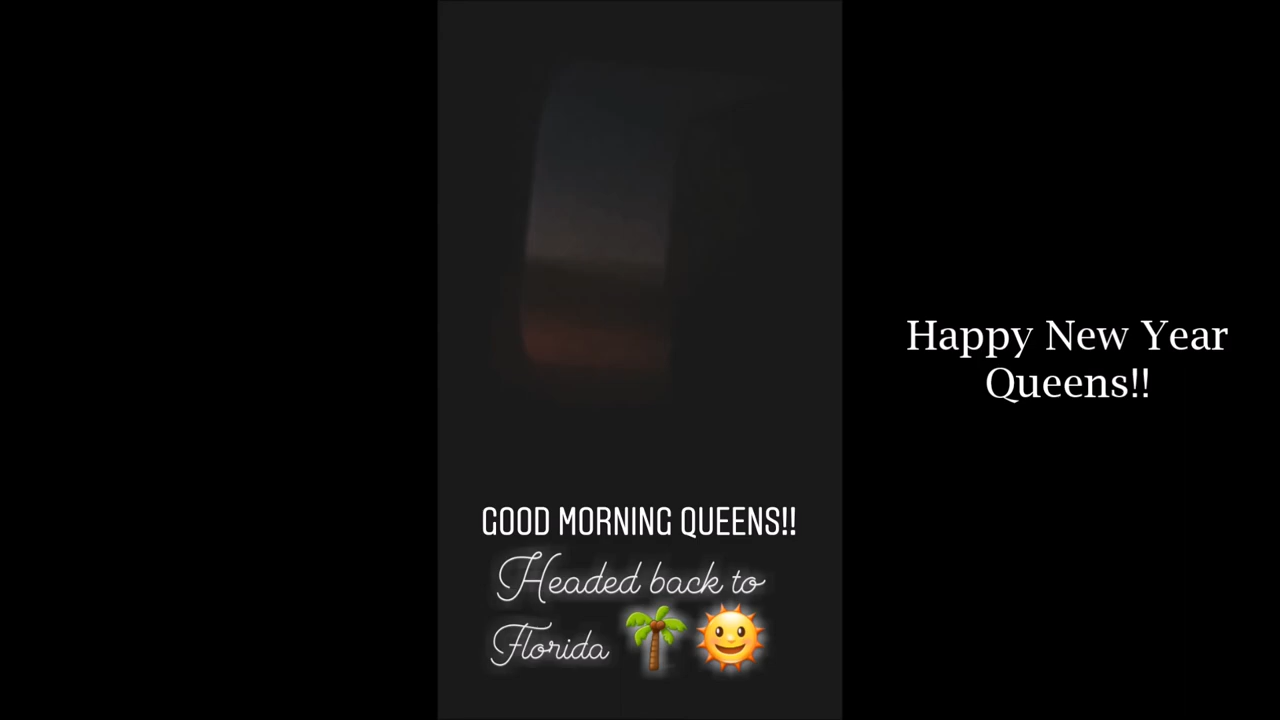 Happy New Year
Queens!!
GOOD MORNING QUEENS!!
Headed back to
Florida 🌴 🌞